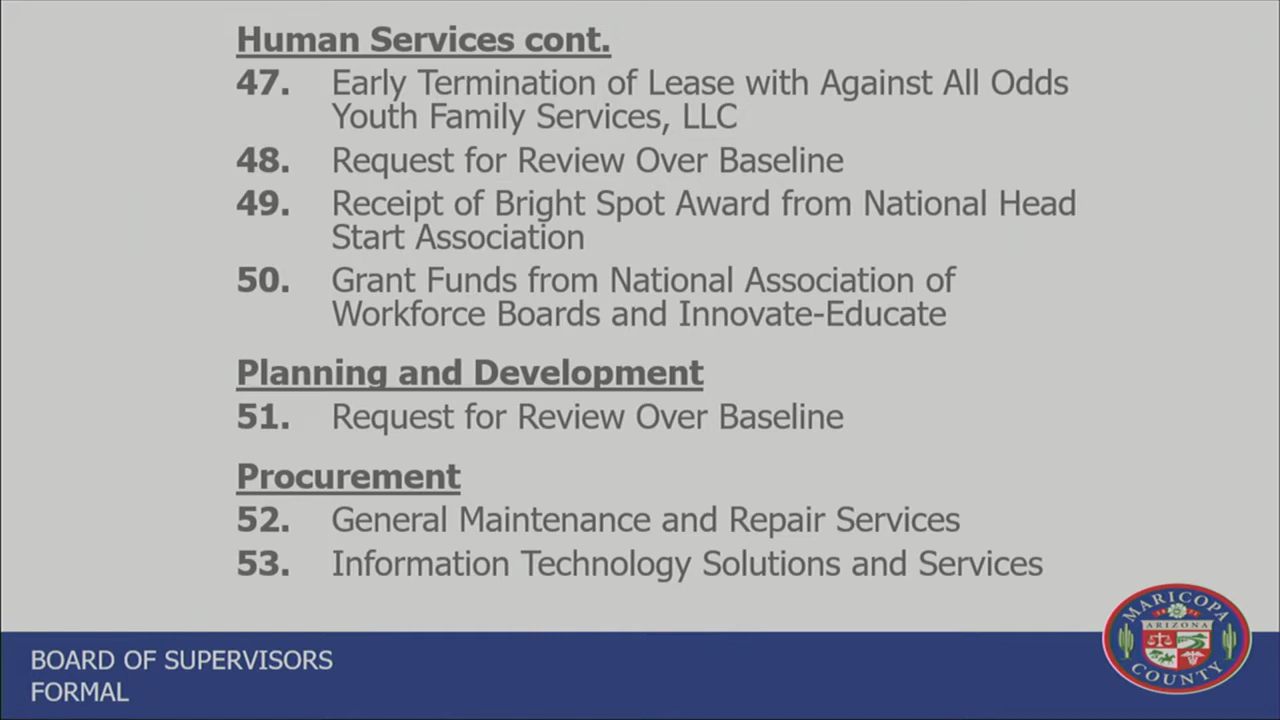 Human Services cont.
47. Early Termination of Lease with Against All Odds
Youth Family Services, LLC
48. Request for Review Over Baseline
49. Receipt of Bright Spot Award from National Head
Start Association
50. Grant Funds from National Association of
Workforce Boards and Innovate-Educate
Planning and Development
51. Request for Review Over Baseline
Procurement
52. General Maintenance and Repair Services
53. Information Technology Solutions and Services
BOARD OF SUPERVISORS
FORMAL
MARICOPA
ARIZONA
COUNTY